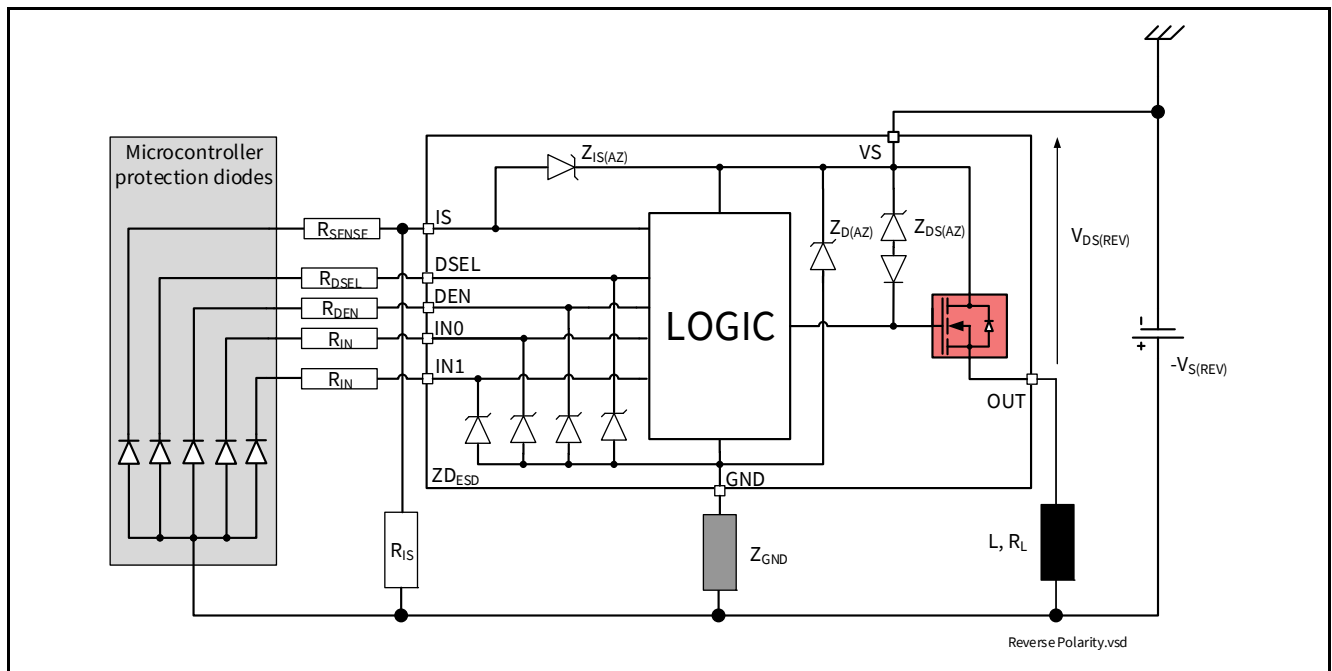 Microcontroller
protection diodes
Z_IS(AZ)
VS
IS
R_SENSE
Z_D(AZ)
Z_DS(AZ)
V_DS(REV)
DSEL
R_DSEL
DEN
R_DEN
LOGIC
IN0
R_IN
IN1
R_IN
-V_S(REV)
OUT
ZD_ESD
GND
R_IS
Z_GND
L, R_L
Reverse Polarity.vsd